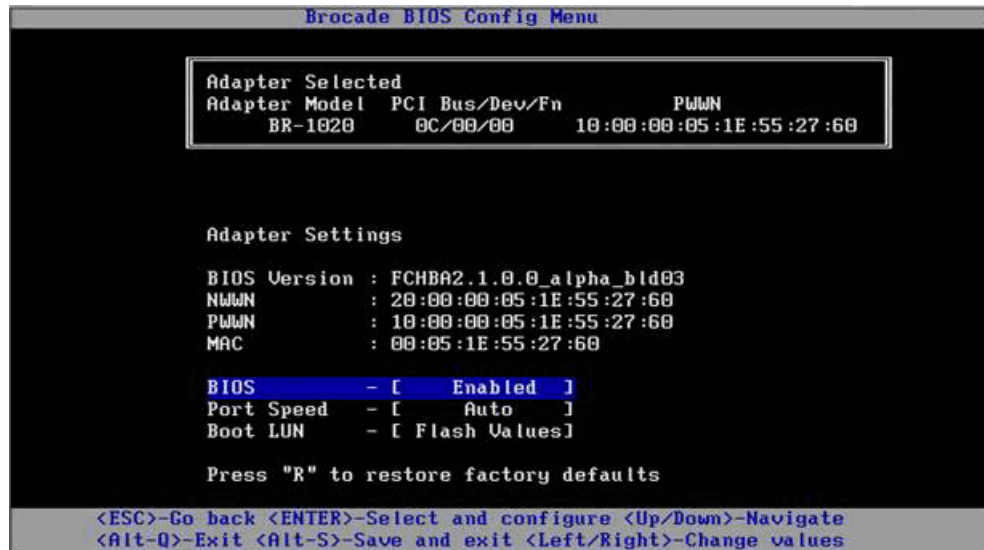 Brocade BIOS Config Menu
Adapter Selected
Adapter Model PCI Bus/Dev/Fn PWWN
BR-1020 0C/00/00 10:00:00:05:1E:55:27:60
Adapter Settings
BIOS Version : FCHBA2.1.0.0_alpha_bld03
NWWN : 20:00:00:05:1E:55:27:60
PWWN : 10:00:00:05:1E:55:27:60
MAC : 00:05:1E:55:27:60
BIOS - [ Enabled ]
Port Speed - [ Auto ]
Boot LUN - [ Flash Values]
Press "R" to restore factory defaults
<ESC>-Go back <ENTER>-Select and configure <Up/Down>-Navigate
<Alt-Q>-Exit <Alt-S>-Save and exit <Left/Right>-Change values